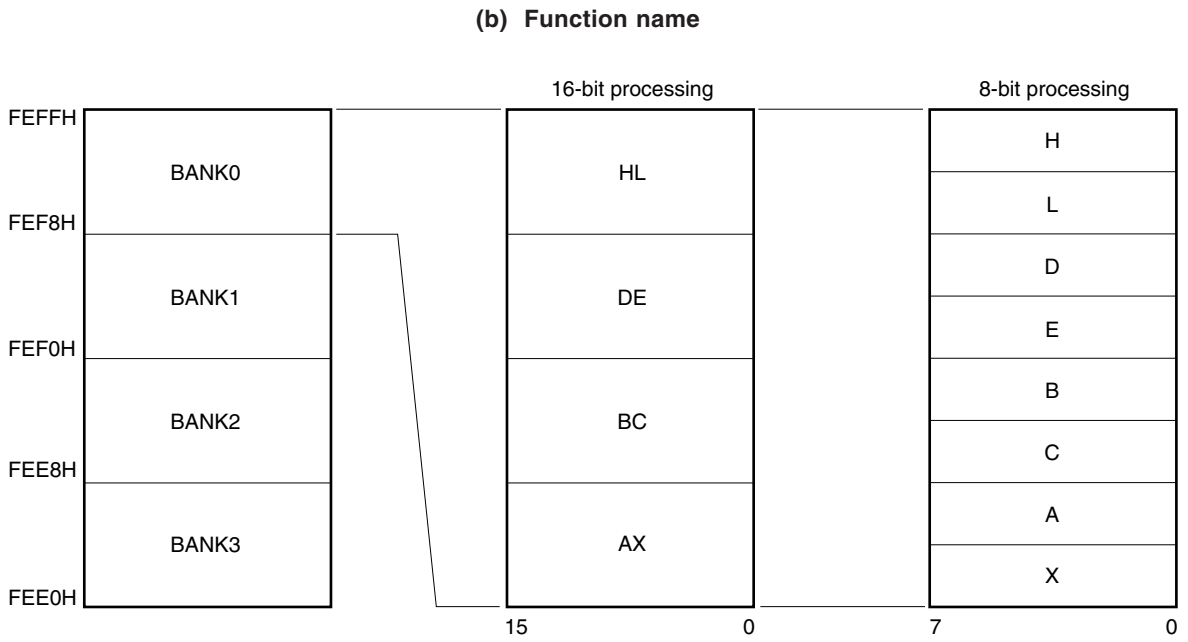 (b) Function name
16-bit processing
8-bit processing
FEFFH
BANK0
HL
H
L
FEF8H
BANK1
DE
D
E
FEF0H
BANK2
BC
B
C
FEE8H
BANK3
AX
A
X
FEE0H
15 0 7 0